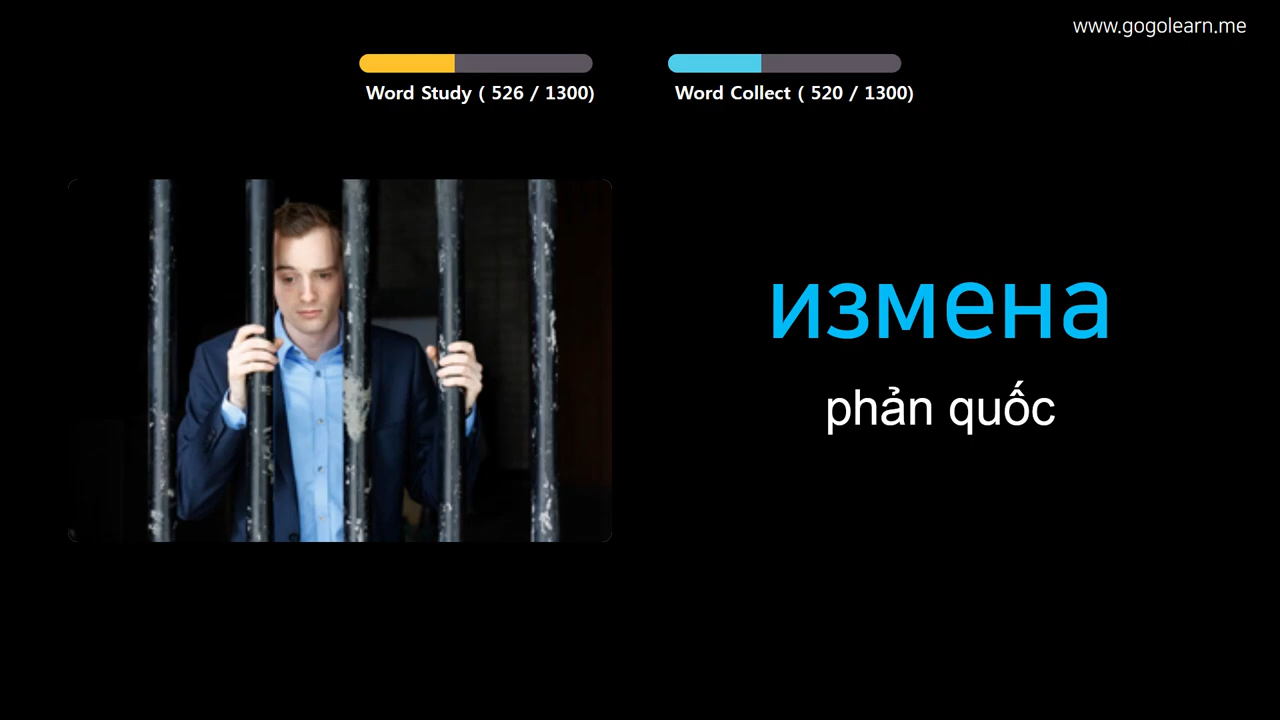 www.gogolearn.me
Word Study ( 526 / 1300)
Word Collect ( 520 / 1300)
измена
phản quốc